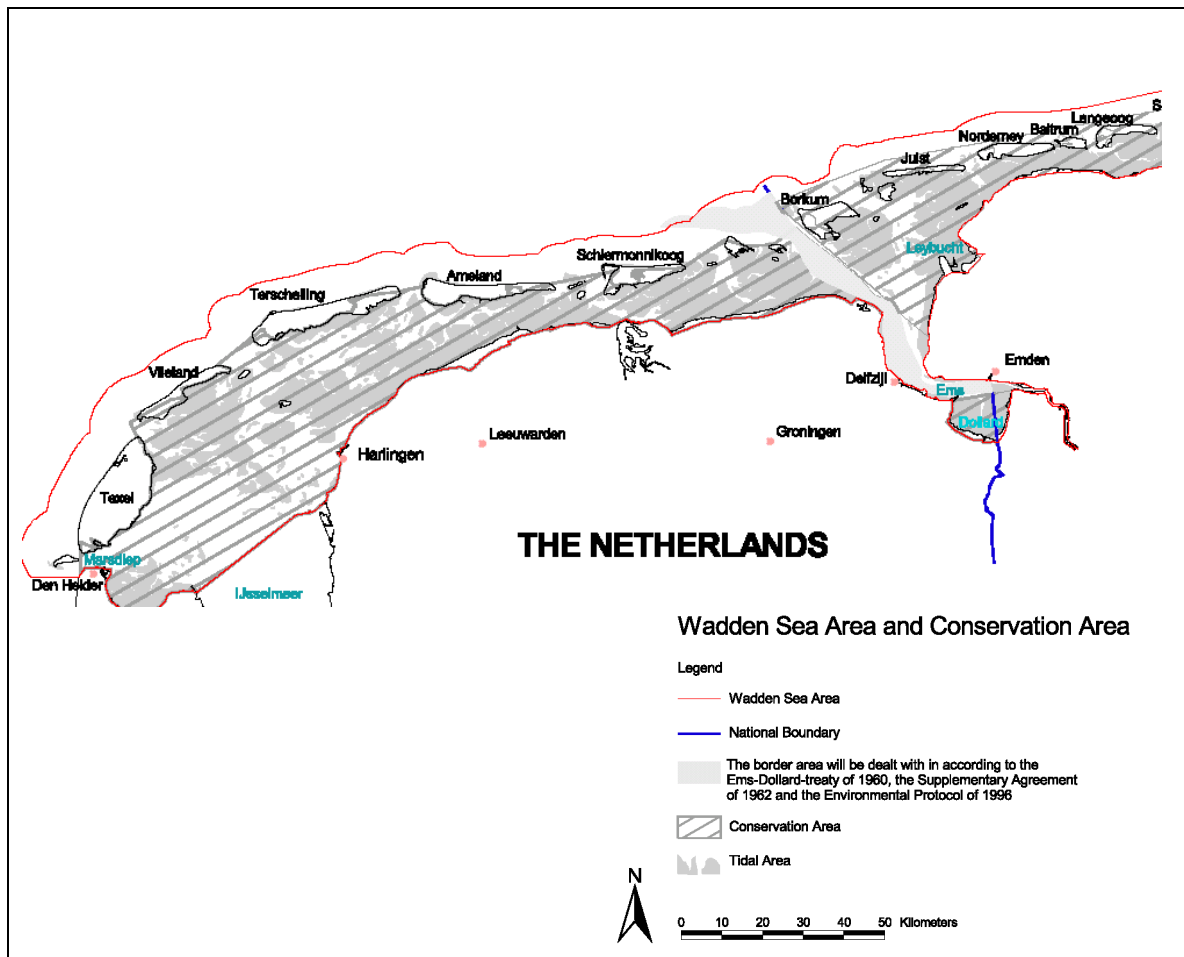 S
Langeoog
Baltrum
Norderney
Juist
Borkum
Leybucht
Schiermonnikoog
Ameland
Terschelling
Vlieland
Emden
Delfzijl
Ems
Dollard
Leeuwarden
Groningen
Harlingen
Texel
THE NETHERLANDS
Marsdiep
Den Helder
IJsselmeer
Wadden Sea Area and Conservation Area
Legend
Wadden Sea Area
National Boundary
The border area will be dealt with in according to the
Ems-Dollard-treaty of 1960, the Supplementary Agreement
of 1962 and the Environmental Protocol of 1996
Conservation Area
Tidal Area
N
0 10 20 30 40 50 Kilometers